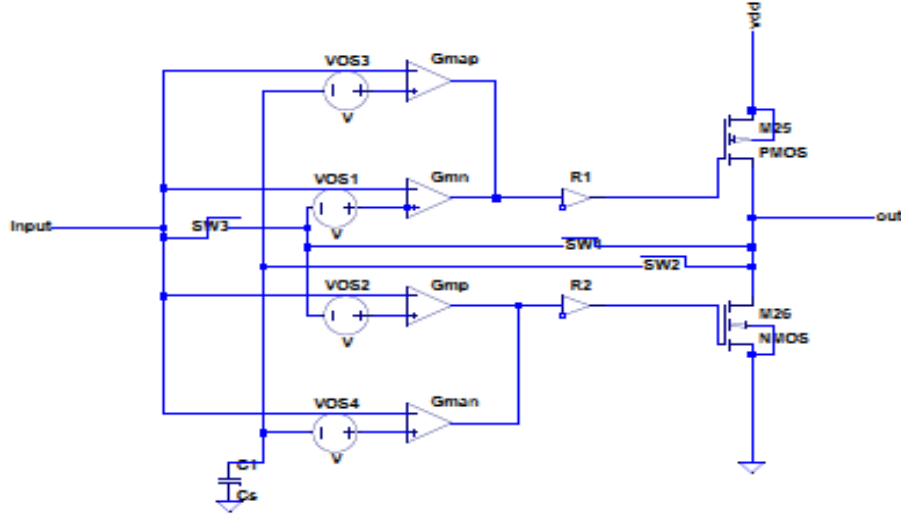 vdd
VOS3
Gmap
V
M25
PMOS
VOS1
Gmn
R1
Input
SW3
V
SW1
out
SW2
VOS2
Gmp
R2
V
M26
NMOS
VOS4
Gman
V
C1
Cs